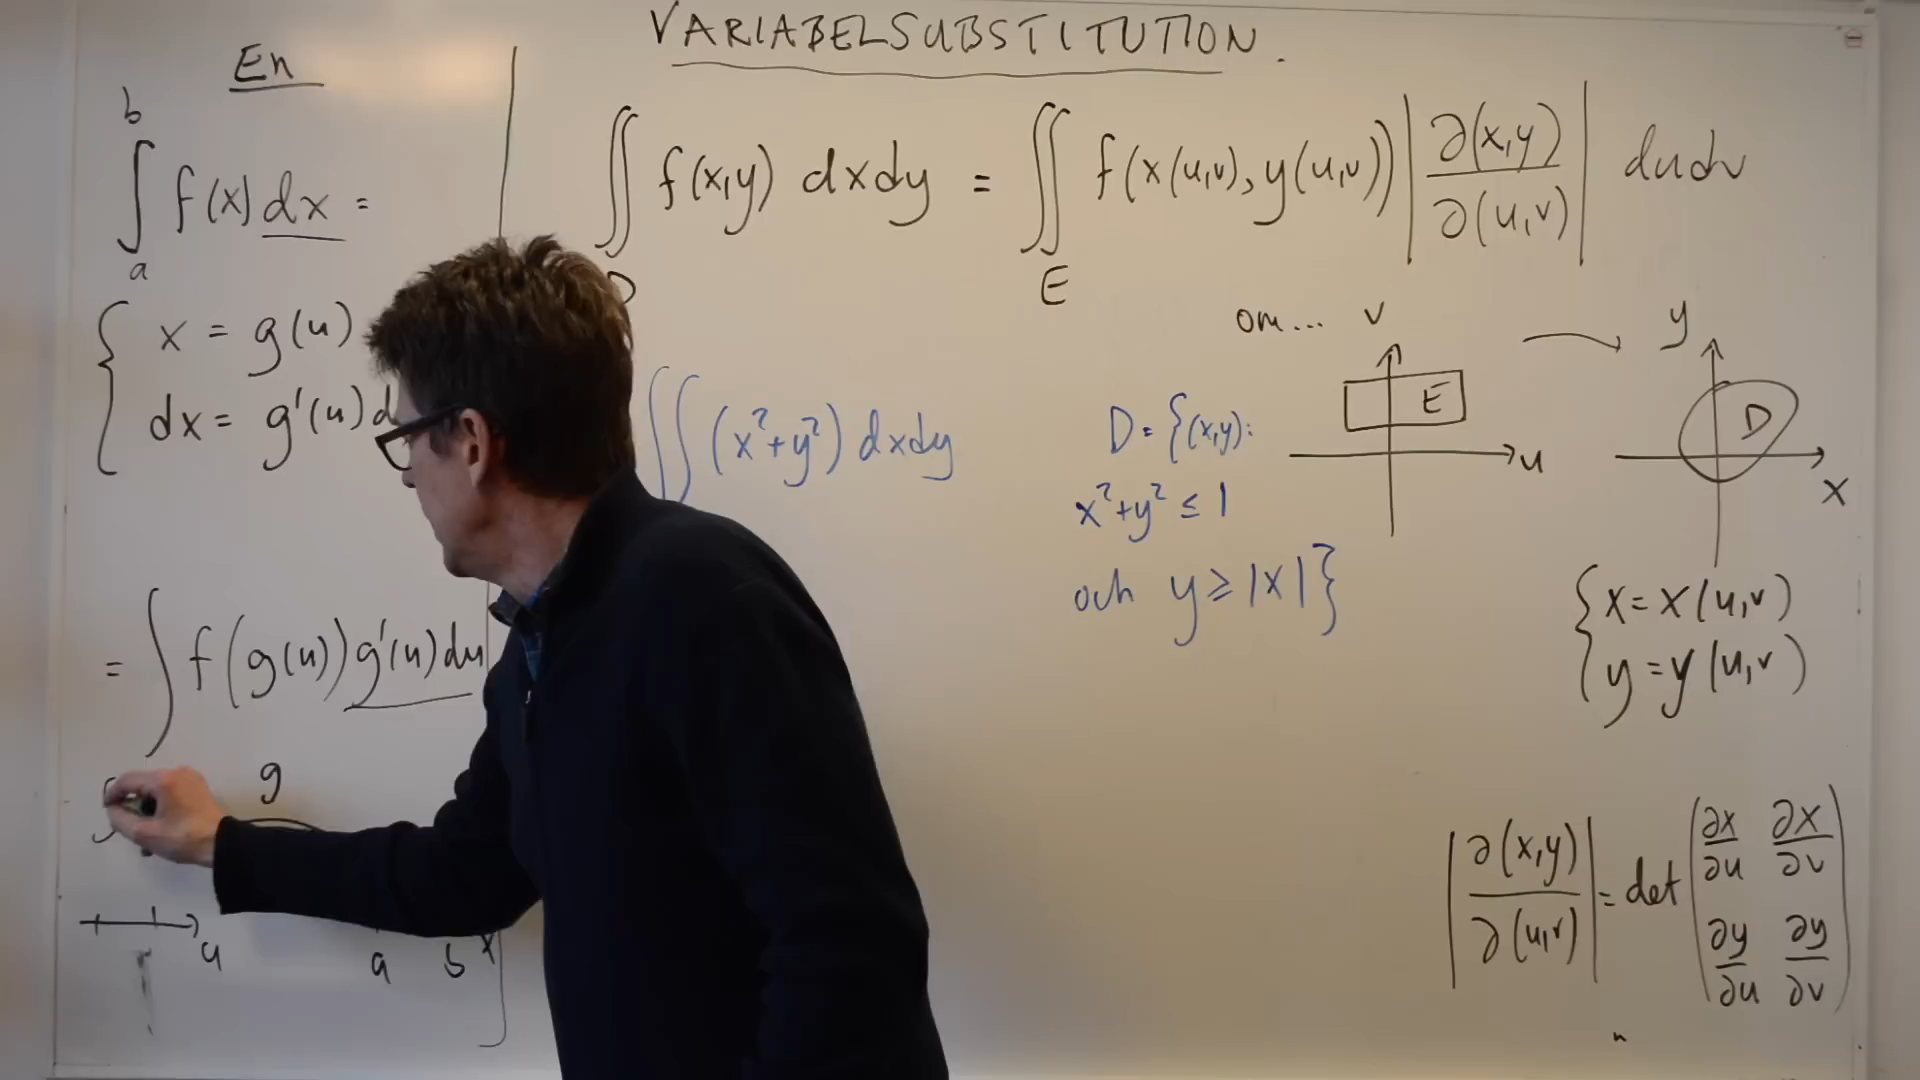 VARIABELSUBSTITUTION.
En
b
∫ f(x) dx =
a
{ x = g(u)
dx = g'(u) d
= ∫ f(g(u)) g'(u) du
g
u
a b x
∬ f(x,y) dxdy = ∬ f(x(u,v), y(u,v)) | ∂(x,y) / ∂(u,v) | dudv
D E
om... v
E
u
y
D
x
∬ (x²+y²) dxdy
D = {(x,y):
x²+y² ≤ 1
och y ≥ |x| }
{ x = x(u,v)
y = y(u,v)
| ∂(x,y) / ∂(u,v) | = det ( ∂x/∂u ∂x/∂v
∂y/∂u ∂y/∂v )